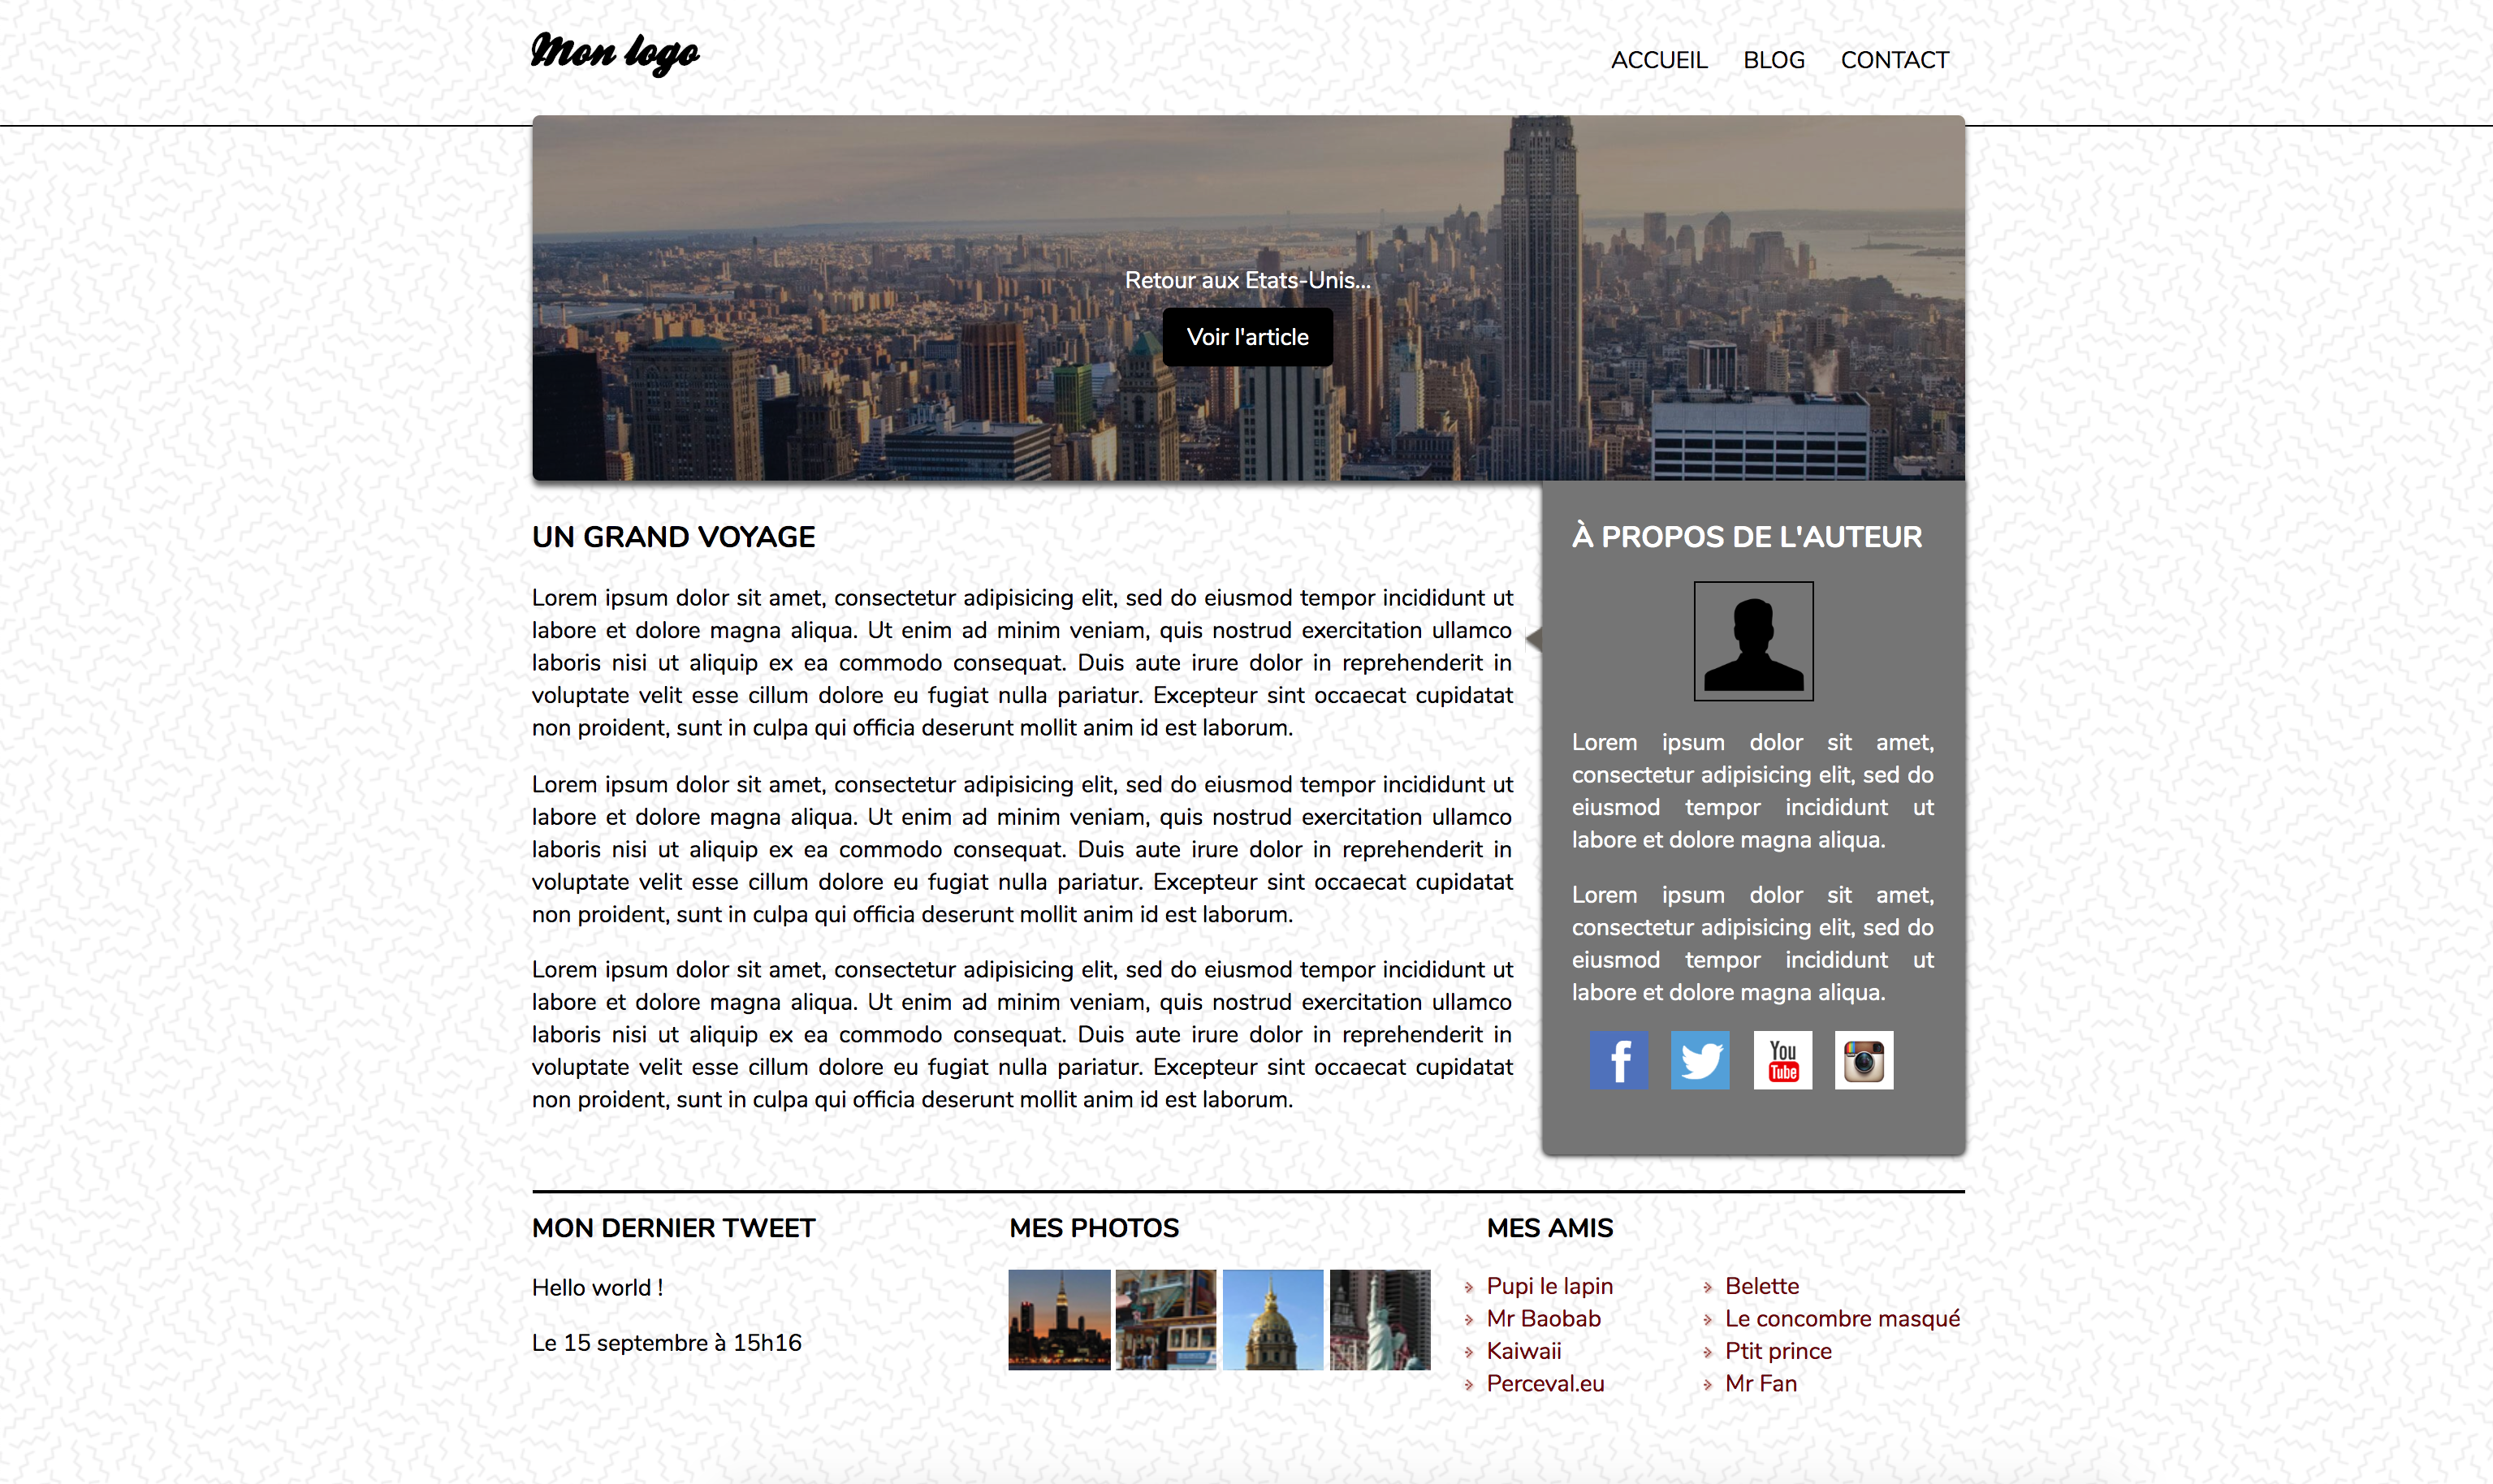 Mon logo
ACCUEIL BLOG CONTACT
Retour aux Etats-Unis...
Voir l'article
UN GRAND VOYAGE
Lorem ipsum dolor sit amet, consectetur adipisicing elit, sed do eiusmod tempor incididunt ut
labore et dolore magna aliqua. Ut enim ad minim veniam, quis nostrud exercitation ullamco
laboris nisi ut aliquip ex ea commodo consequat. Duis aute irure dolor in reprehenderit in
voluptate velit esse cillum dolore eu fugiat nulla pariatur. Excepteur sint occaecat cupidatat
non proident, sunt in culpa qui officia deserunt mollit anim id est laborum.
Lorem ipsum dolor sit amet, consectetur adipisicing elit, sed do eiusmod tempor incididunt ut
labore et dolore magna aliqua. Ut enim ad minim veniam, quis nostrud exercitation ullamco
laboris nisi ut aliquip ex ea commodo consequat. Duis aute irure dolor in reprehenderit in
voluptate velit esse cillum dolore eu fugiat nulla pariatur. Excepteur sint occaecat cupidatat
non proident, sunt in culpa qui officia deserunt mollit anim id est laborum.
Lorem ipsum dolor sit amet, consectetur adipisicing elit, sed do eiusmod tempor incididunt ut
labore et dolore magna aliqua. Ut enim ad minim veniam, quis nostrud exercitation ullamco
laboris nisi ut aliquip ex ea commodo consequat. Duis aute irure dolor in reprehenderit in
voluptate velit esse cillum dolore eu fugiat nulla pariatur. Excepteur sint occaecat cupidatat
non proident, sunt in culpa qui officia deserunt mollit anim id est laborum.
À PROPOS DE L'AUTEUR
Lorem ipsum dolor sit amet,
consectetur adipisicing elit, sed do
eiusmod tempor incididunt ut
labore et dolore magna aliqua.
Lorem ipsum dolor sit amet,
consectetur adipisicing elit, sed do
eiusmod tempor incididunt ut
labore et dolore magna aliqua.
f
You
Tube
MON DERNIER TWEET
Hello world !
Le 15 septembre à 15h16
MES PHOTOS
MES AMIS
Pupi le lapin
Mr Baobab
Kaiwaii
Perceval.eu
Belette
Le concombre masqué
Ptit prince
Mr Fan